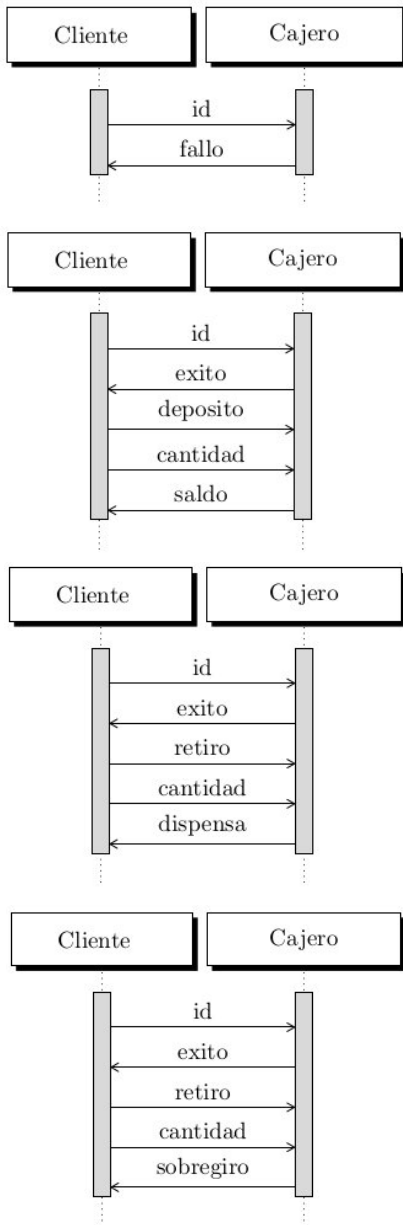 Cliente Cajero
id
fallo
Cliente Cajero
id
exito
deposito
cantidad
saldo
Cliente Cajero
id
exito
retiro
cantidad
dispensa
Cliente Cajero
id
exito
retiro
cantidad
sobregiro